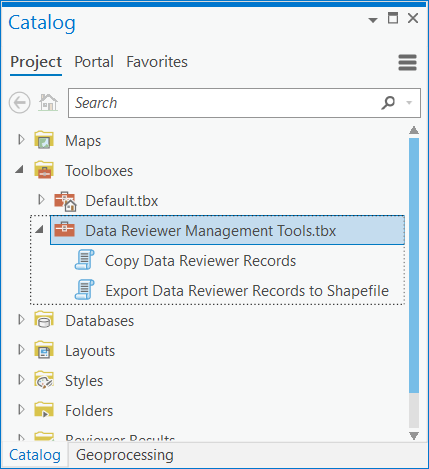 Catalog
Project Portal Favorites
Search
Maps
Toolboxes
Default.tbx
Data Reviewer Management Tools.tbx
Copy Data Reviewer Records
Export Data Reviewer Records to Shapefile
Databases
Layouts
Styles
Folders
Reviewer Results
Catalog Geoprocessing